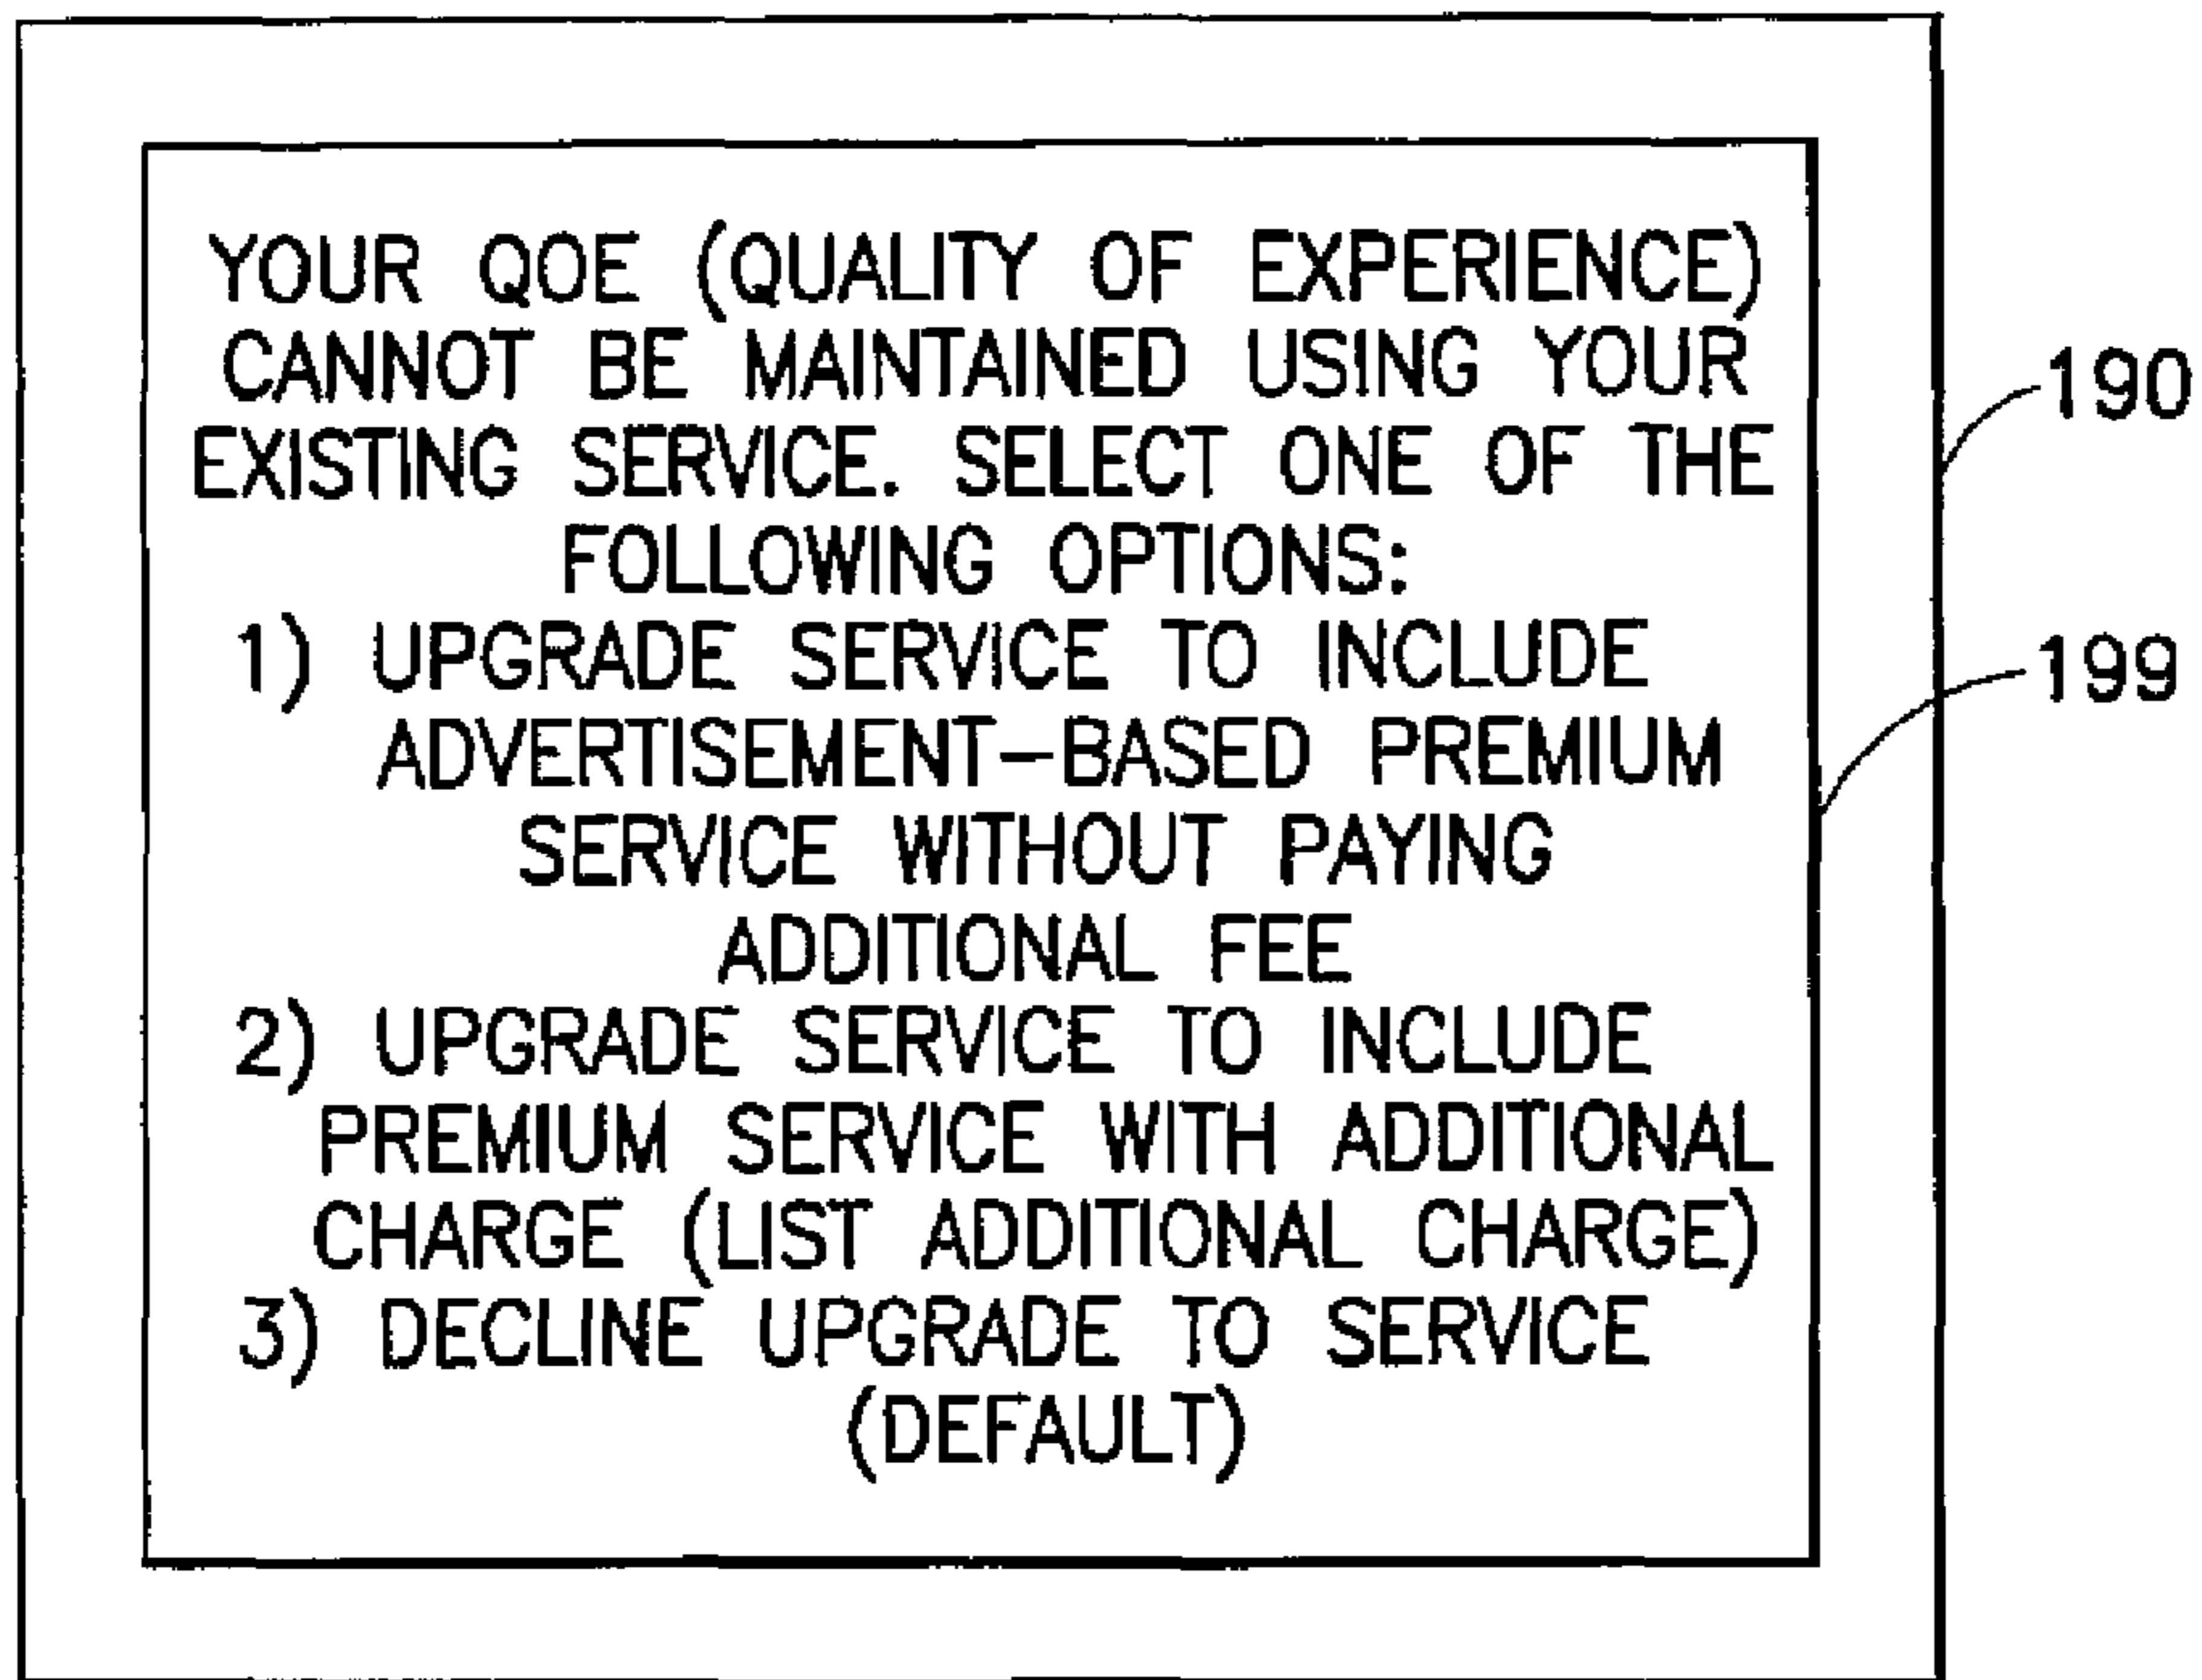 YOUR QOE (QUALITY OF EXPERIENCE)
CANNOT BE MAINTAINED USING YOUR
EXISTING SERVICE. SELECT ONE OF THE
FOLLOWING OPTIONS:
1) UPGRADE SERVICE TO INCLUDE
ADVERTISEMENT-BASED PREMIUM
SERVICE WITHOUT PAYING
ADDITIONAL FEE
2) UPGRADE SERVICE TO INCLUDE
PREMIUM SERVICE WITH ADDITIONAL
CHARGE (LIST ADDITIONAL CHARGE)
3) DECLINE UPGRADE TO SERVICE
(DEFAULT)
190
199